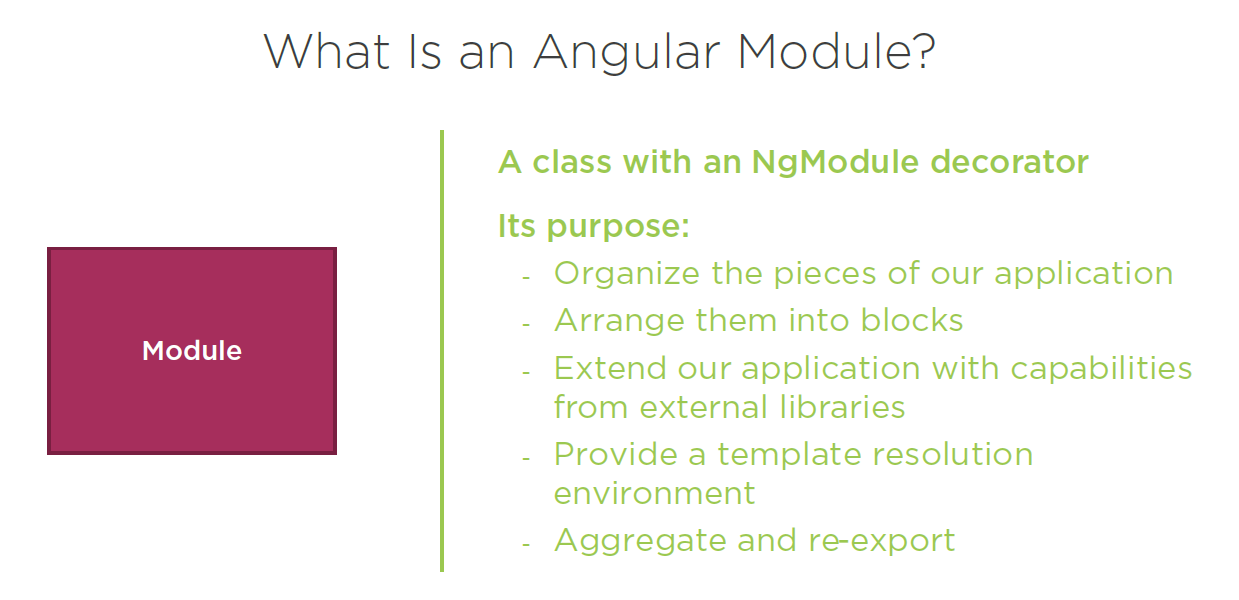 What Is an Angular Module?
Module
A class with an NgModule decorator
Its purpose:
- Organize the pieces of our application
- Arrange them into blocks
- Extend our application with capabilities
from external libraries
- Provide a template resolution
environment
- Aggregate and re-export